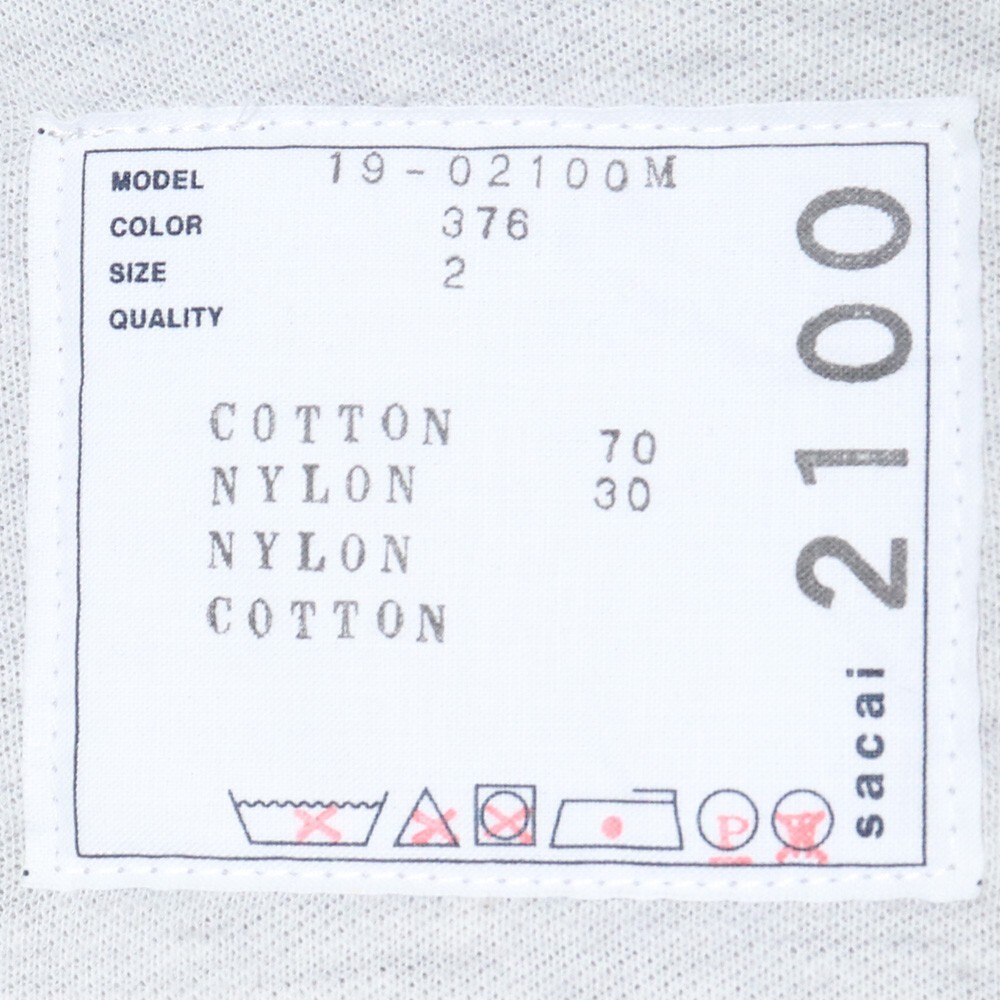 MODEL 19-02100M
COLOR 376
SIZE 2
QUALITY
COTTON 70
NYLON 30
NYLON
COTTON
P
sacai 2100